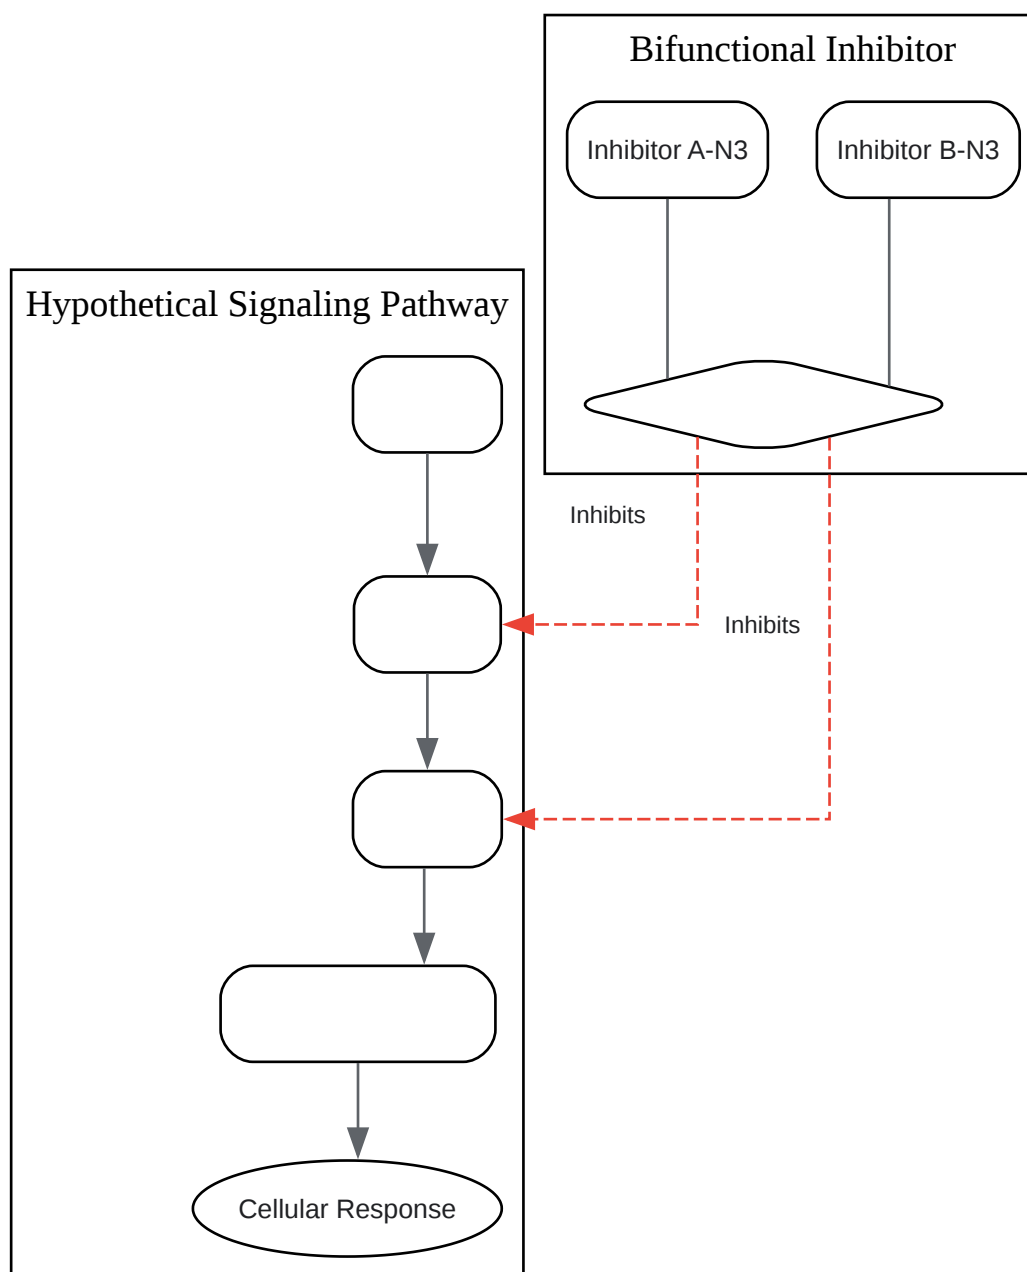 Bifunctional Inhibitor
Inhibitor A-N3
Inhibitor B-N3
Hypothetical Signaling Pathway
Inhibits
Inhibits
Cellular Response